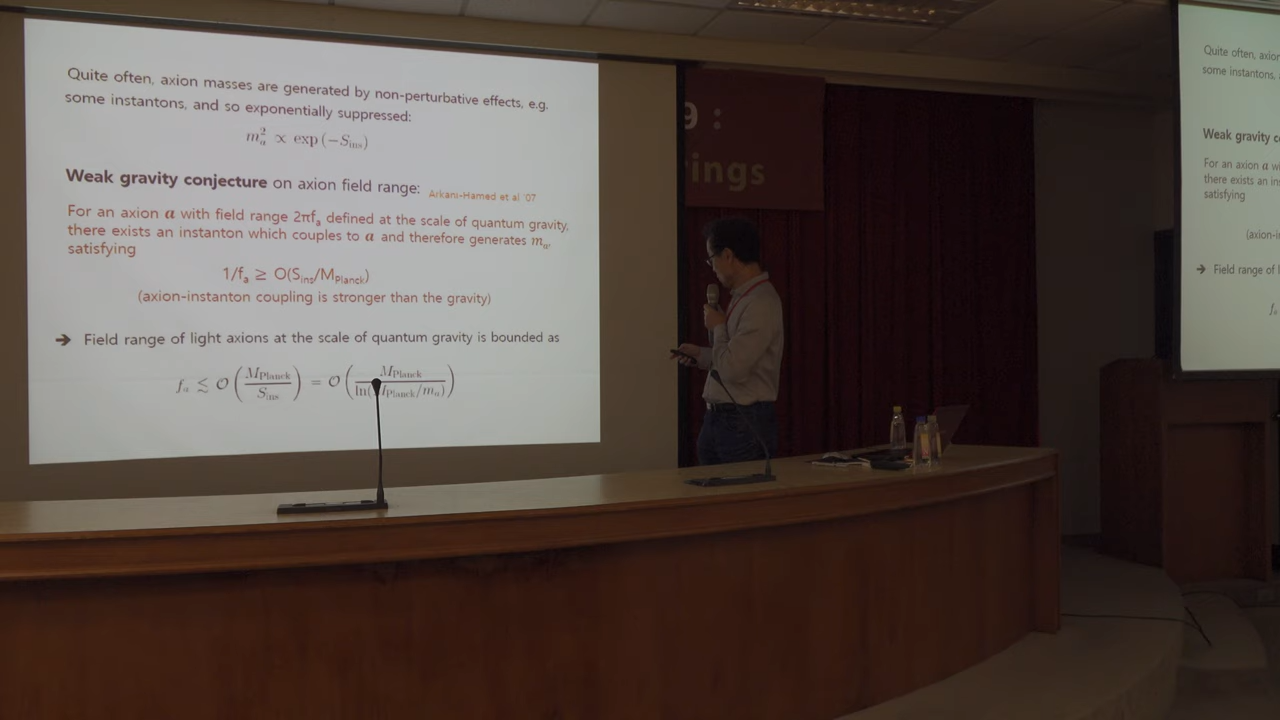 Quite often, axion masses are generated by non-perturbative effects, e.g.
some instantons, and so exponentially suppressed:
m_a^2 ∝ exp (−S_ins)
Weak gravity conjecture on axion field range: Arkani-Hamed et al '07
For an axion a with field range 2πf_a defined at the scale of quantum gravity,
there exists an instanton which couples to a and therefore generates m_a,
satisfying
1/f_a ≥ O(S_ins/M_Planck)
(axion-instanton coupling is stronger than the gravity)
➔ Field range of light axions at the scale of quantum gravity is bounded as
f_a ≲ O(M_Planck/S_ins) = O(M_Planck/ln(M_Planck/m_a))
9 :
ings
Quite often, axion
some instantons,
Weak gravity c
For an axion a
there exists an in
satisfying
(axion-i
➔ Field range of
f_a